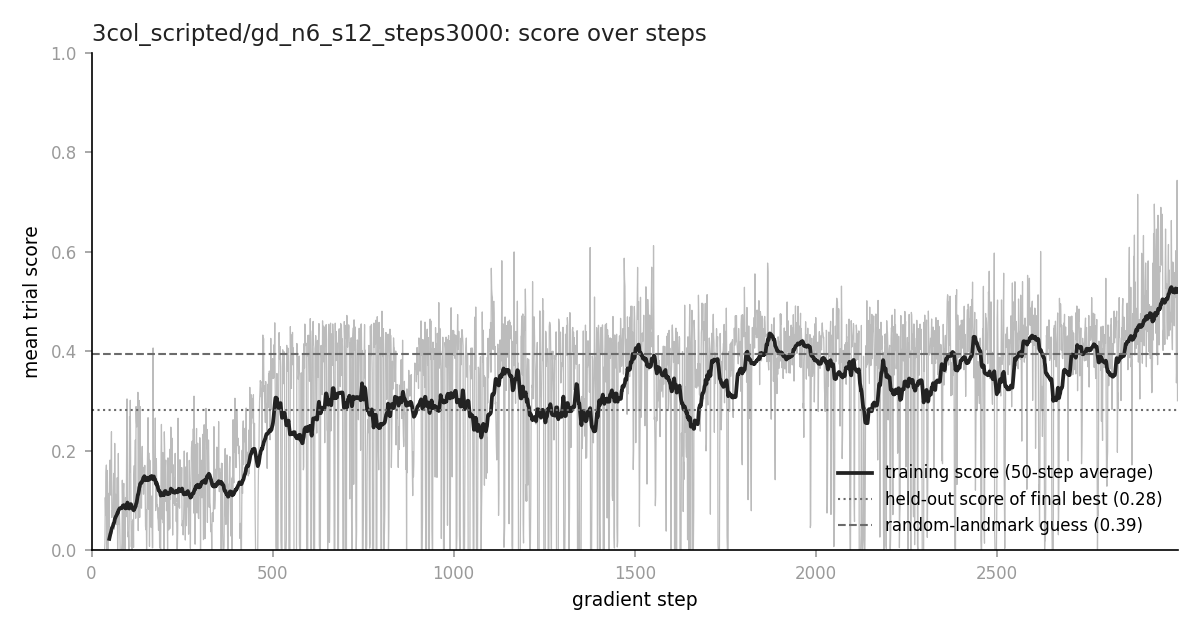 3col_scripted/gd_n6_s12_steps3000: score over steps
1.0
0.8
0.6
0.4
0.2
0.0
mean trial score
training score (50-step average)
held-out score of final best (0.28)
random-landmark guess (0.39)
0 500 1000 1500 2000 2500
gradient step